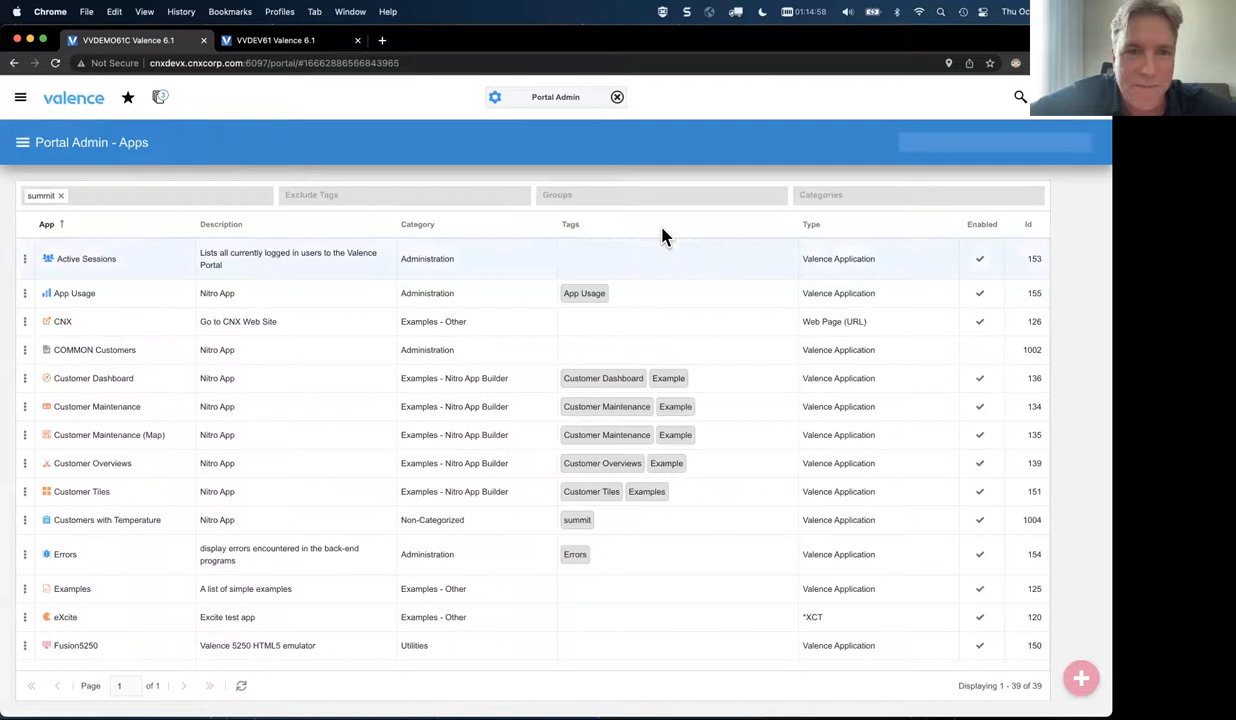 Chrome File Edit View History Bookmarks Profiles Tab Window Help 01:14:58 Thu Oc
VVDEMO61C Valence 6.1 VVDEV61 Valence 6.1
Not Secure cnxdevx.cnxcorp.com:6097/portal/#16662886566843965
valence 3 Portal Admin
Portal Admin - Apps
summit Exclude Tags Groups Categories
App Description Category Tags Type Enabled Id
Active Sessions Lists all currently logged in users to the Valence Portal Administration Valence Application 153
App Usage Nitro App Administration App Usage Valence Application 155
CNX Go to CNX Web Site Examples - Other Web Page (URL) 126
COMMON Customers Nitro App Administration Valence Application 1002
Customer Dashboard Nitro App Examples - Nitro App Builder Customer Dashboard Example Valence Application 136
Customer Maintenance Nitro App Examples - Nitro App Builder Customer Maintenance Example Valence Application 134
Customer Maintenance (Map) Nitro App Examples - Nitro App Builder Customer Maintenance Example Valence Application 135
Customer Overviews Nitro App Examples - Nitro App Builder Customer Overviews Example Valence Application 139
Customer Tiles Nitro App Examples - Nitro App Builder Customer Tiles Examples Valence Application 151
Customers with Temperature Nitro App Non-Categorized summit Valence Application 1004
Errors display errors encountered in the back-end programs Administration Errors Valence Application 154
Examples A list of simple examples Examples - Other Valence Application 125
eXcite Excite test app Examples - Other *XCT 120
Fusion5250 Valence 5250 HTML5 emulator Utilities Valence Application 150
Page 1 of 1 Displaying 1 - 39 of 39